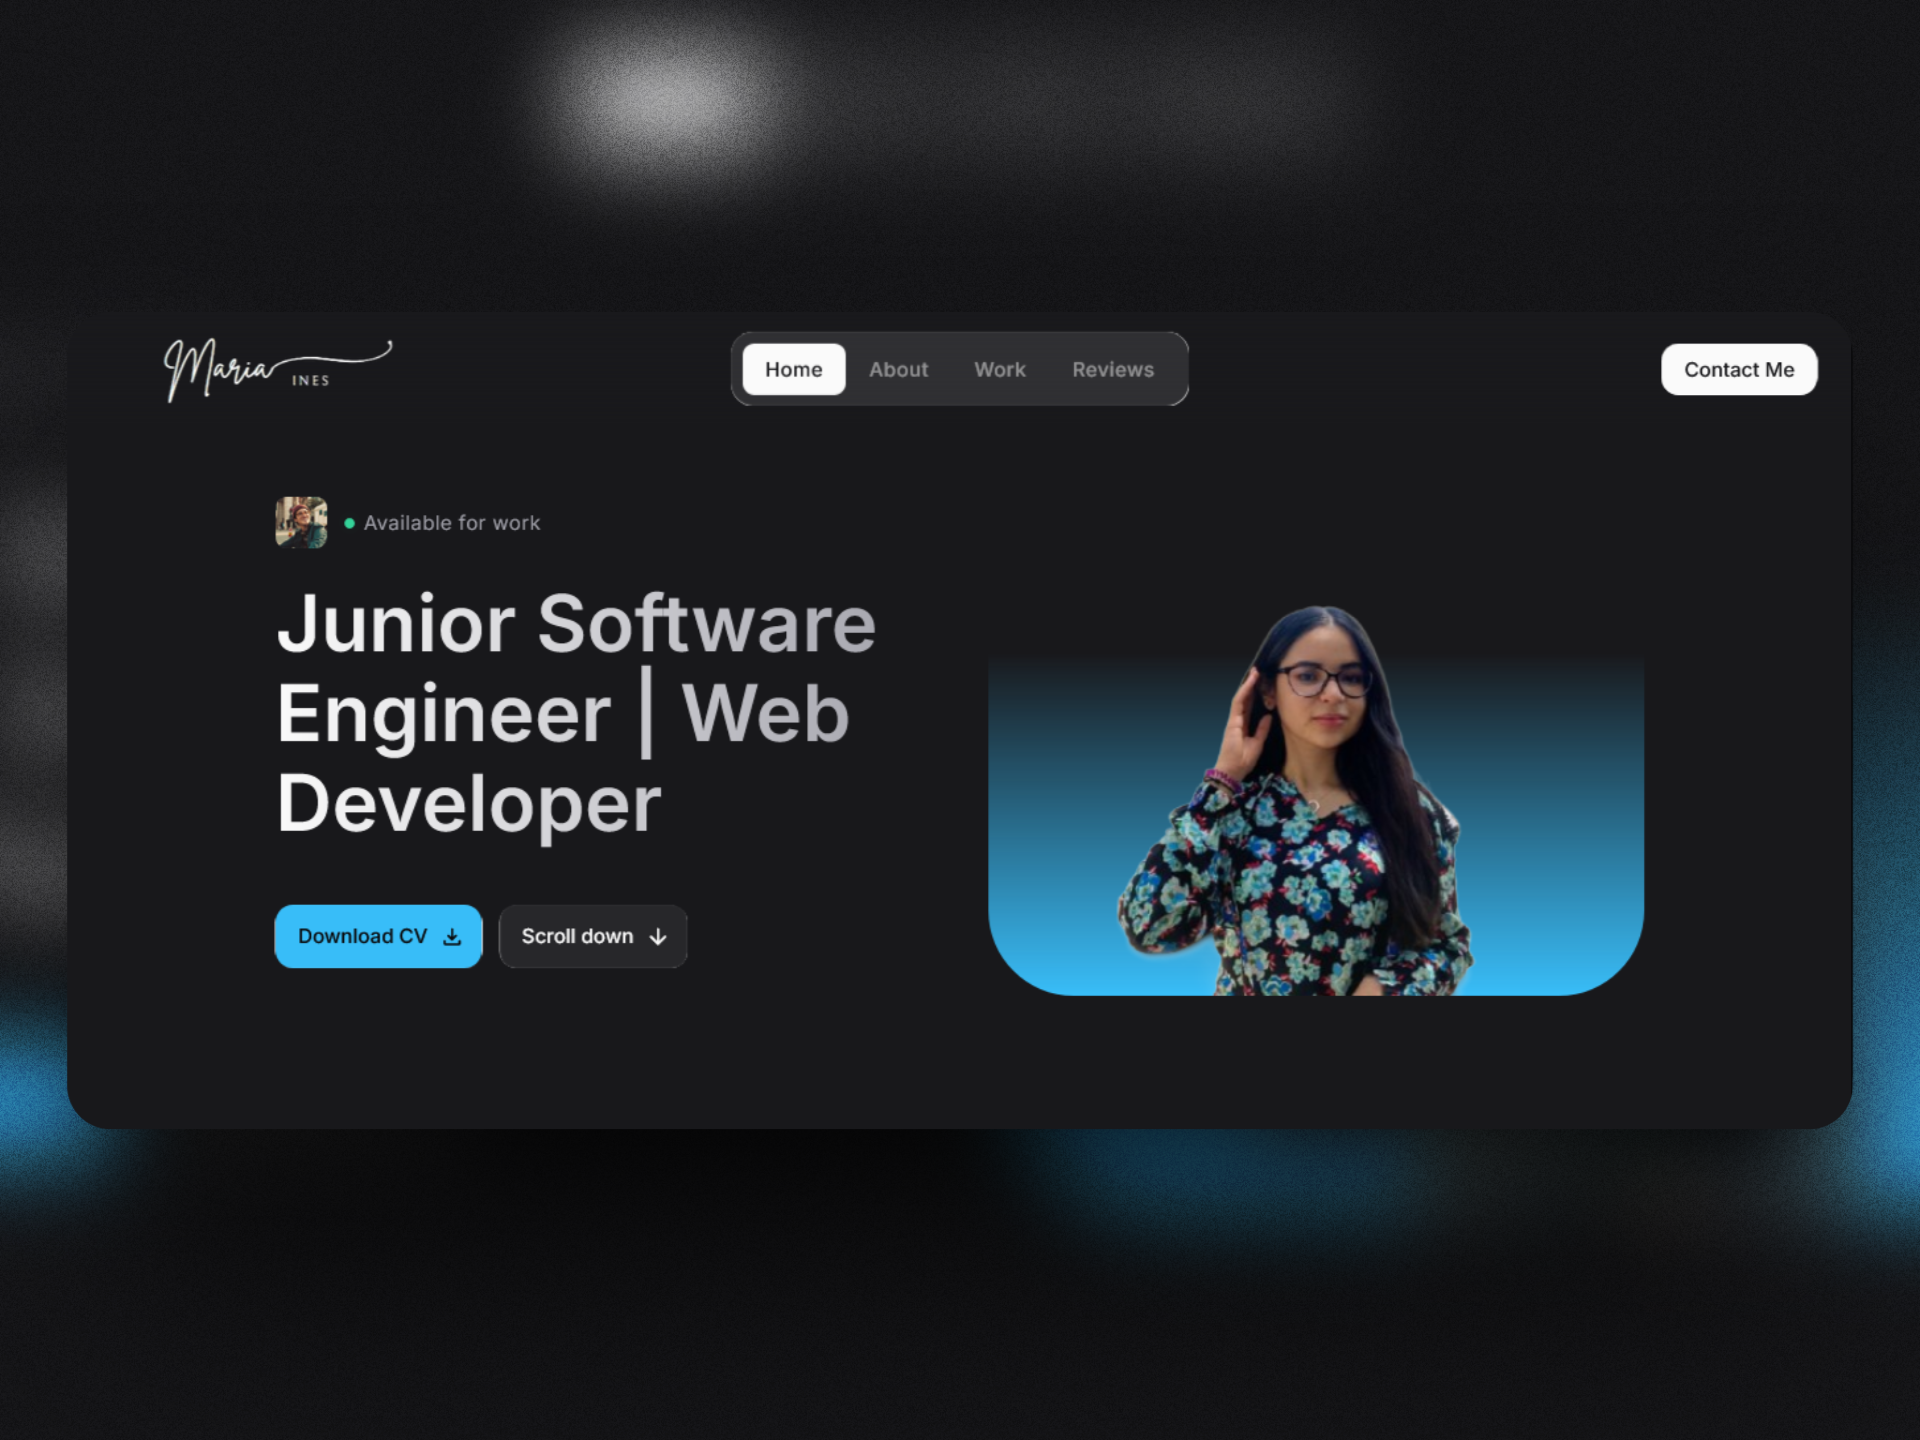 Maria
INES
Home About Work Reviews
Contact Me
Available for work
Junior Software
Engineer | Web
Developer
Download CV
Scroll down